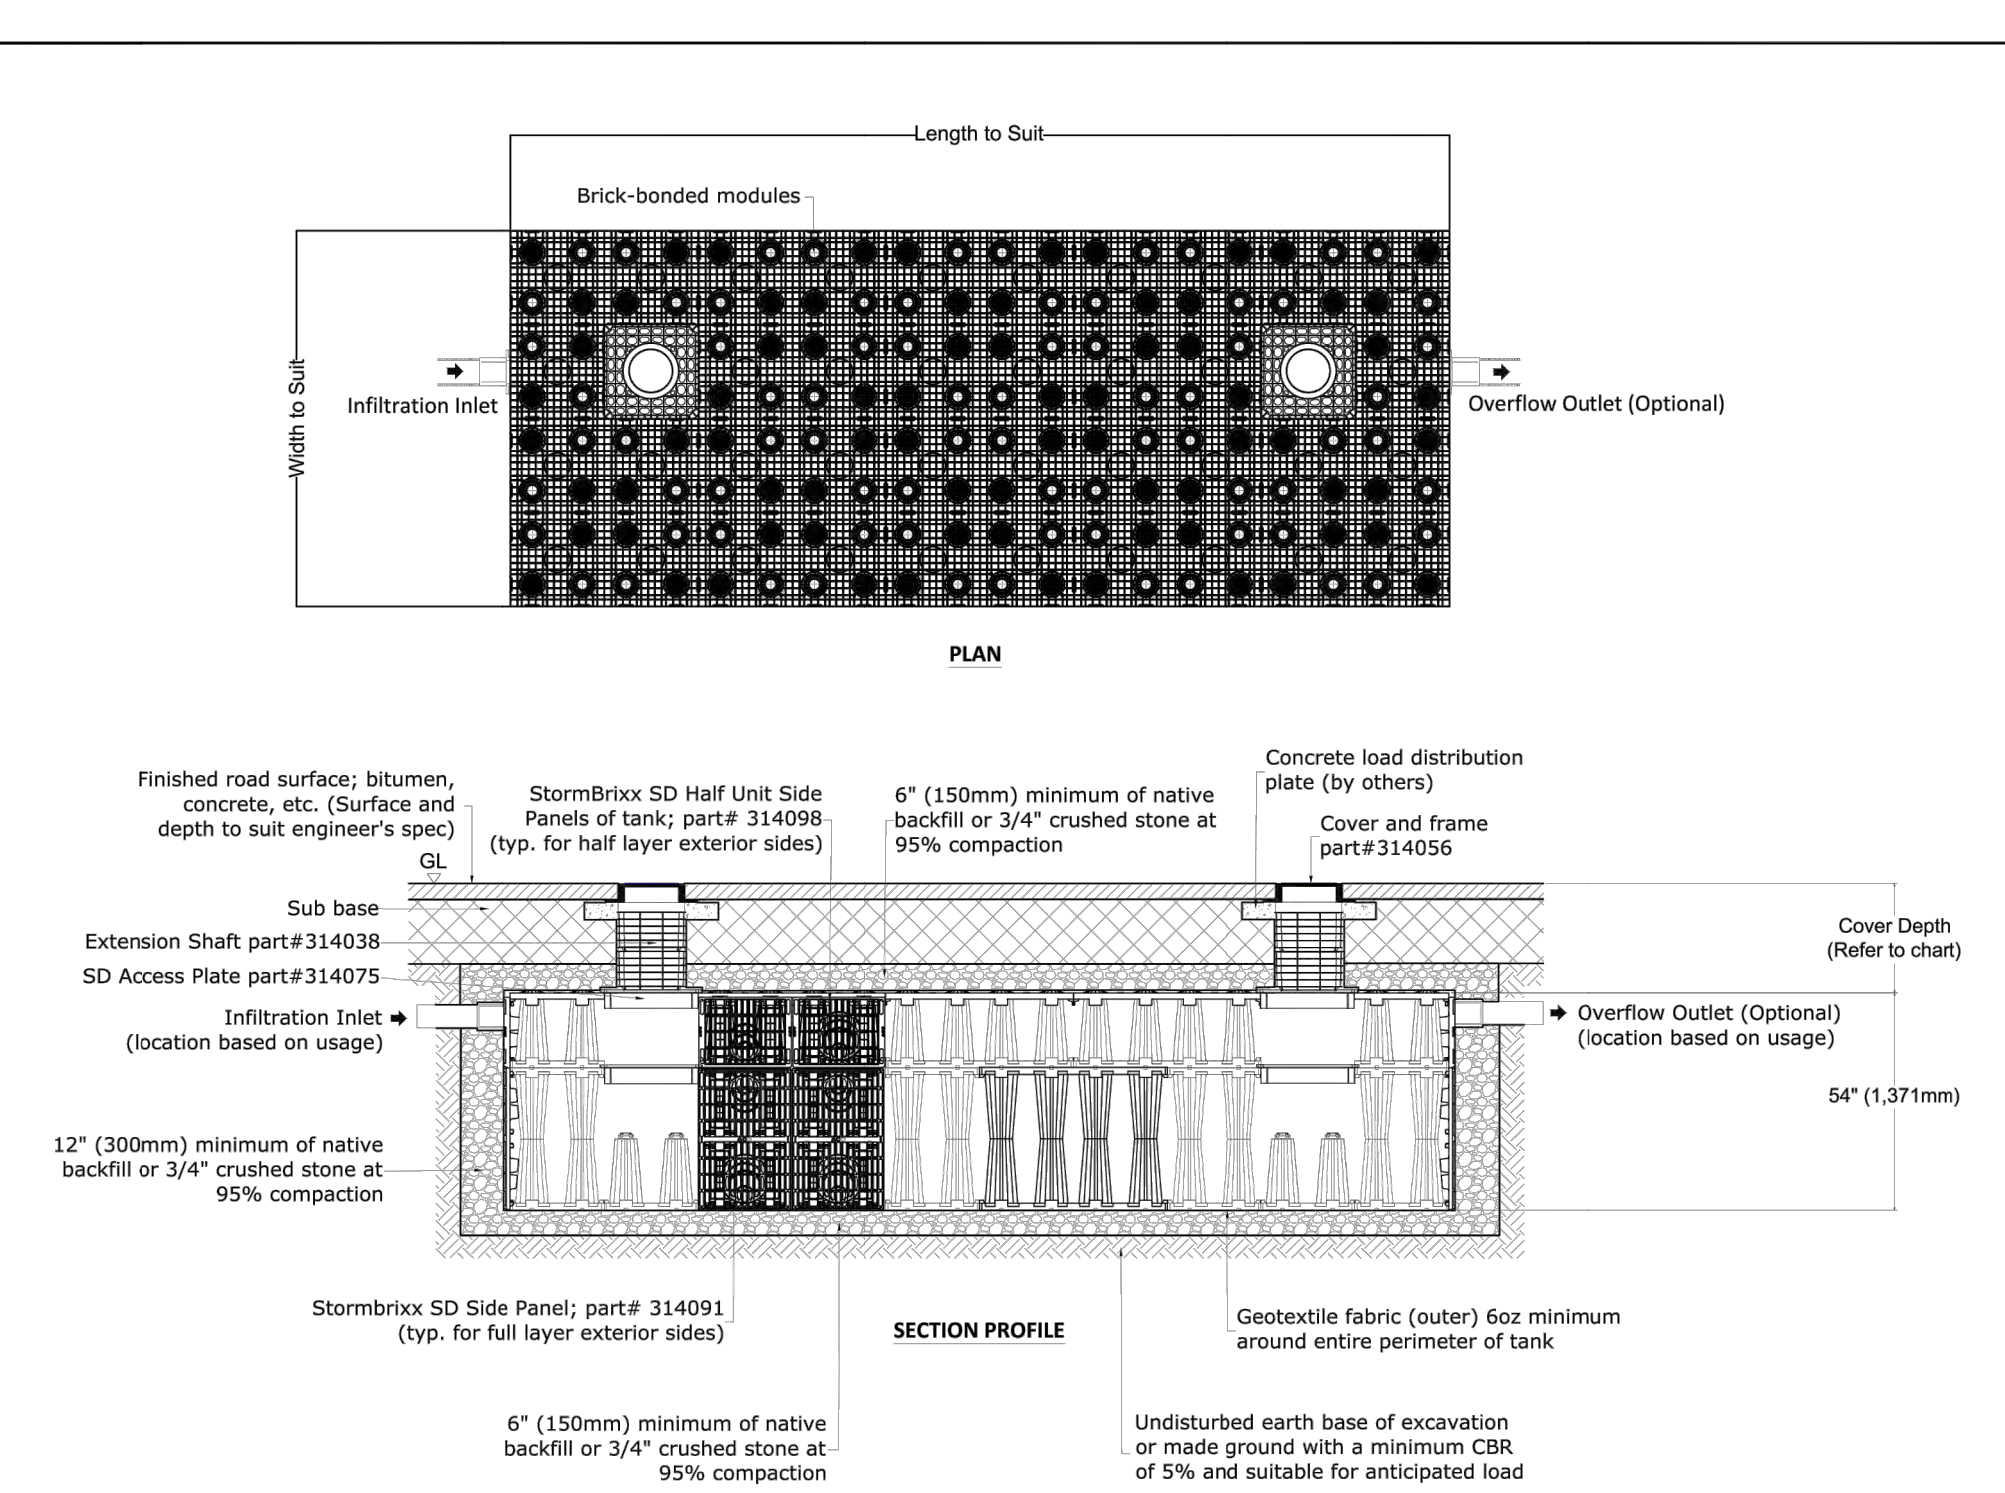 Length to Suit
Brick-bonded modules
Width to Suit
Infiltration Inlet
Overflow Outlet (Optional)
PLAN
Finished road surface; bitumen,
concrete, etc. (Surface and
depth to suit engineer's spec)
GL
StormBrixx SD Half Unit Side
Panels of tank; part# 314098
(typ. for half layer exterior sides)
6" (150mm) minimum of native
backfill or 3/4" crushed stone at
95% compaction
Concrete load distribution
plate (by others)
Cover and frame
part#314056
Sub base
Extension Shaft part#314038
SD Access Plate part#314075
Infiltration Inlet
(location based on usage)
12" (300mm) minimum of native
backfill or 3/4" crushed stone at
95% compaction
Cover Depth
(Refer to chart)
Overflow Outlet (Optional)
(location based on usage)
54" (1,371mm)
Stormbrixx SD Side Panel; part# 314091
(typ. for full layer exterior sides)
SECTION PROFILE
Geotextile fabric (outer) 6oz minimum
around entire perimeter of tank
6" (150mm) minimum of native
backfill or 3/4" crushed stone at
95% compaction
Undisturbed earth base of excavation
or made ground with a minimum CBR
of 5% and suitable for anticipated load